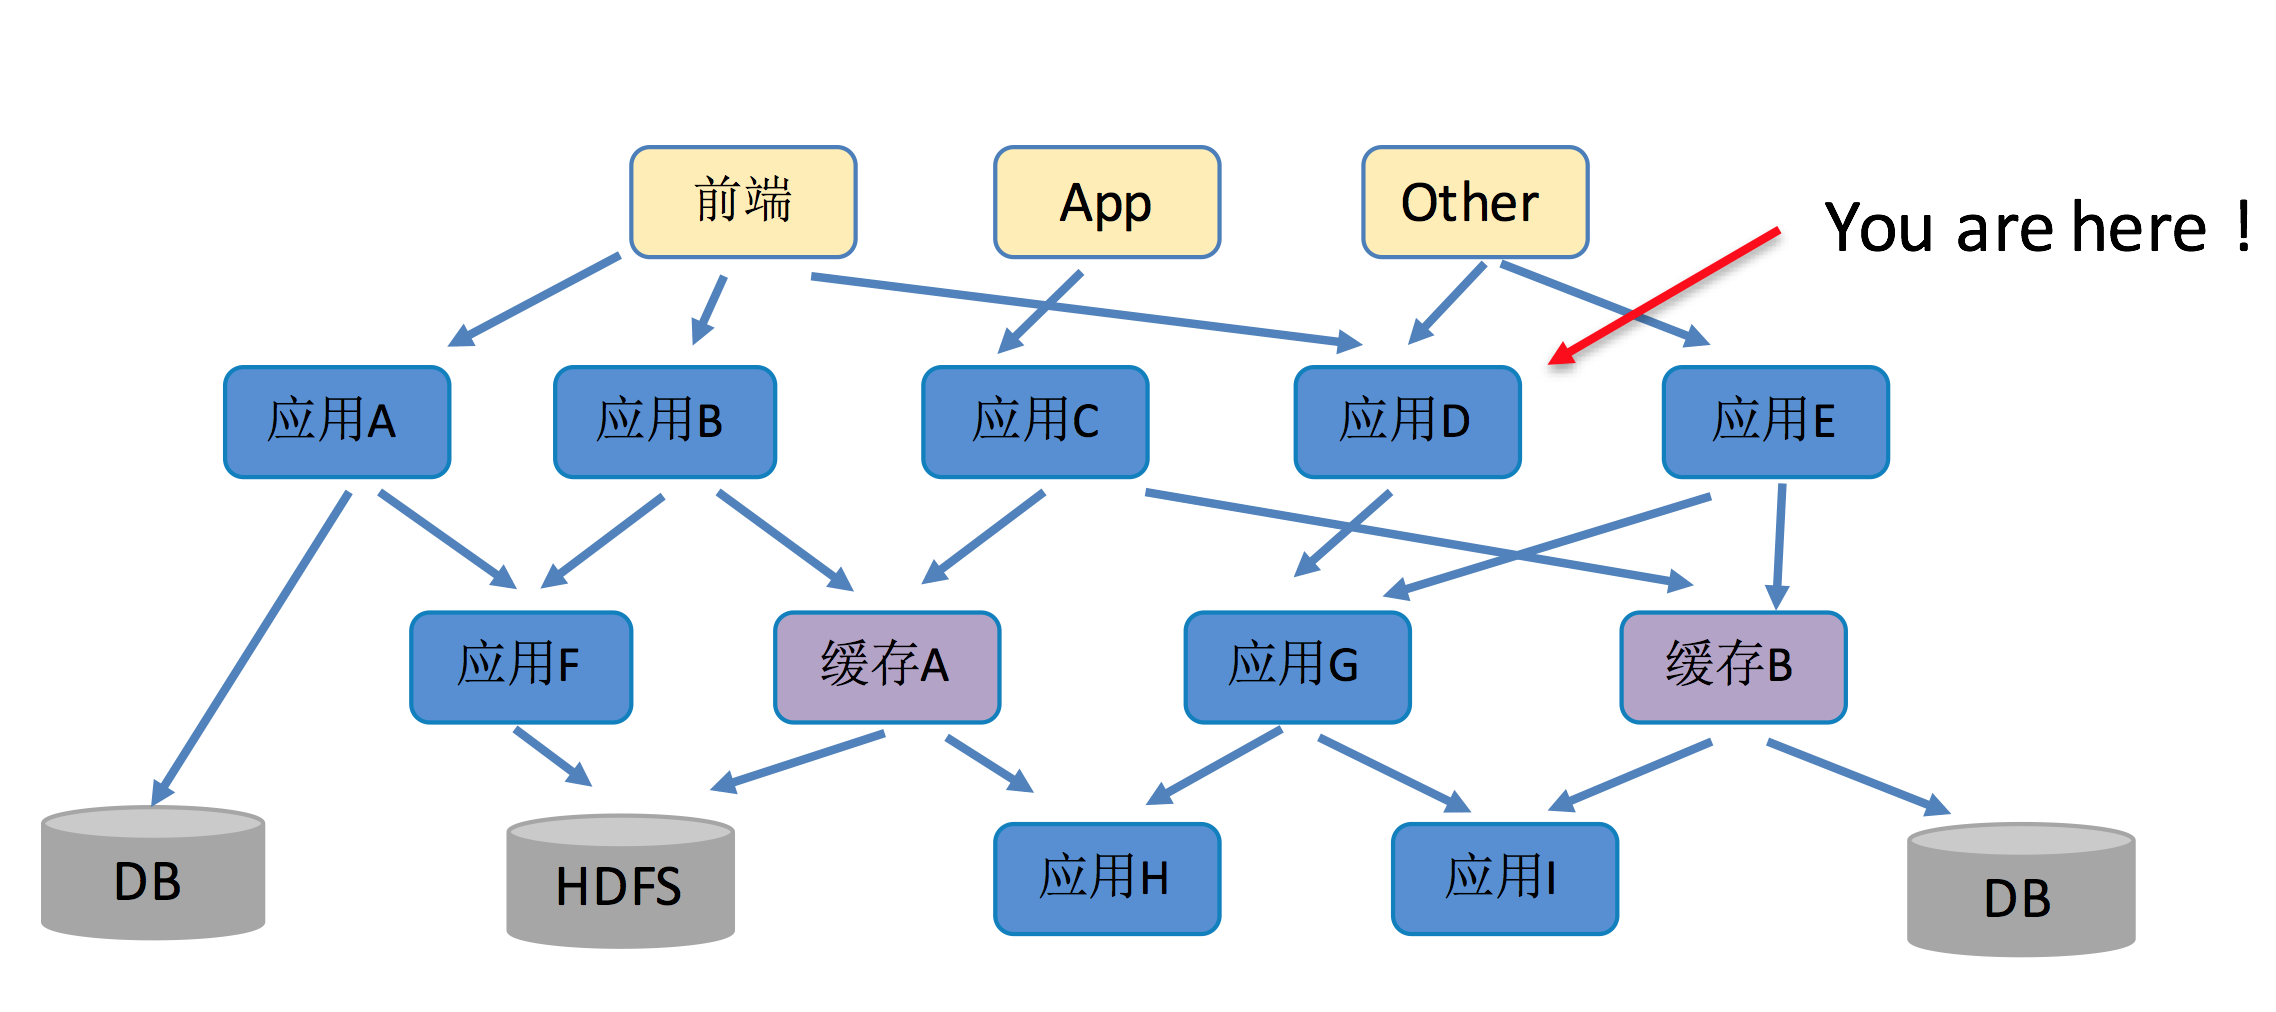 前端
App
Other
You are here！
应用A
应用B
应用C
应用D
应用E
应用F
缓存A
应用G
缓存B
DB
HDFS
应用H
应用I
DB